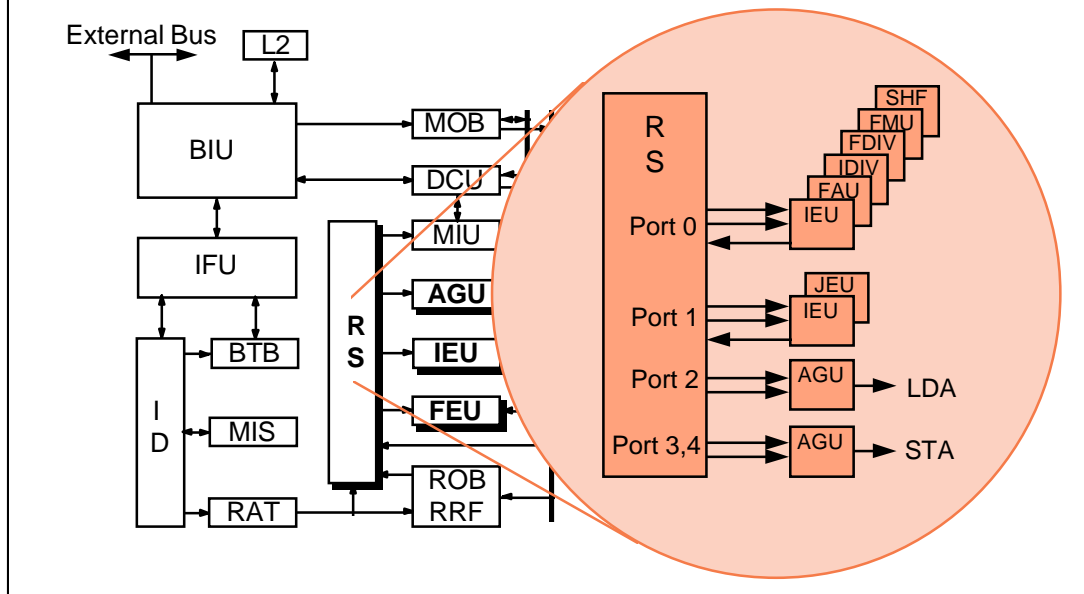 External Bus
L2
BIU
MOB
DCU
MIU
IFU
AGU
R
S
IEU
BTB
FEU
I
D
MIS
ROB
RRF
RAT
R
S
SHF
FMU
FDIV
IDIV
FAU
IEU
Port 0
JEU
IEU
Port 1
AGU
Port 2
LDA
AGU
Port 3,4
STA